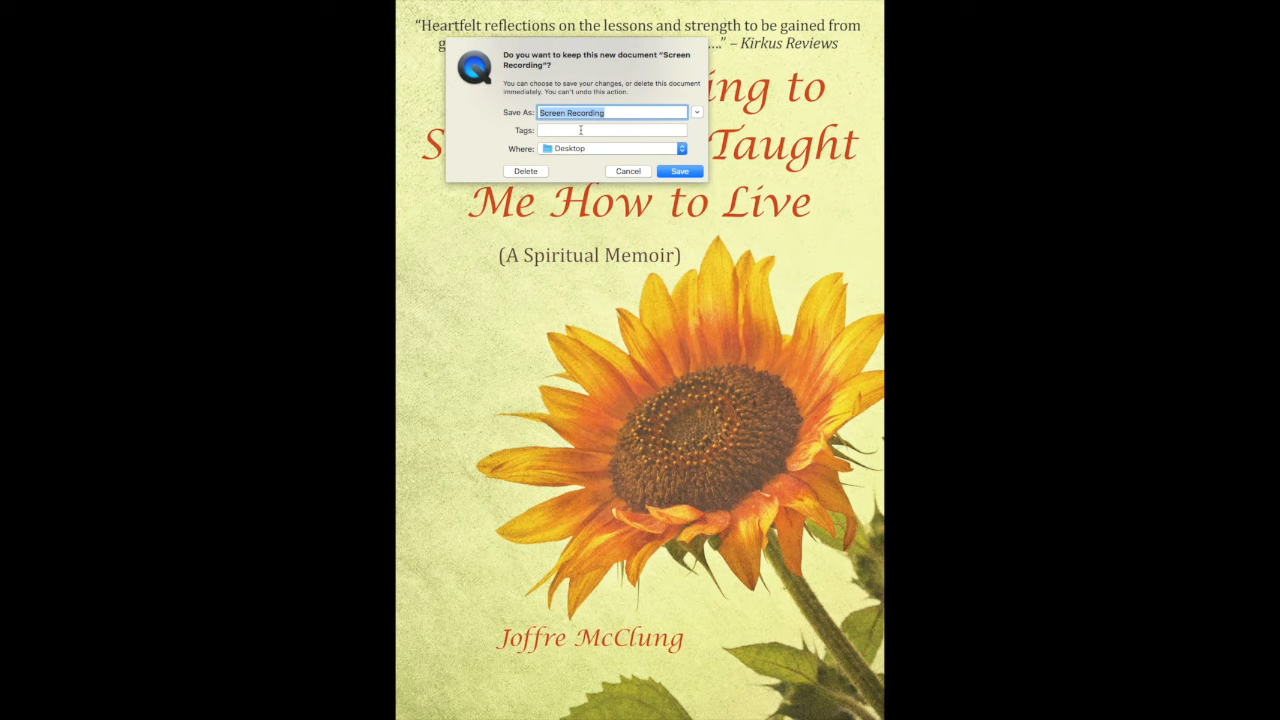 “Heartfelt reflections on the lessons and strength to be gained from
….” – Kirkus Reviews
Do you want to keep this new document “Screen
Recording”?
You can choose to save your changes, or delete this document
immediately. You can't undo this action.
Save As: Screen Recording
Tags:
Where: Desktop
Delete Cancel Save
ing to
S Taught
Me How to Live
(A Spiritual Memoir)
Joffre McClung